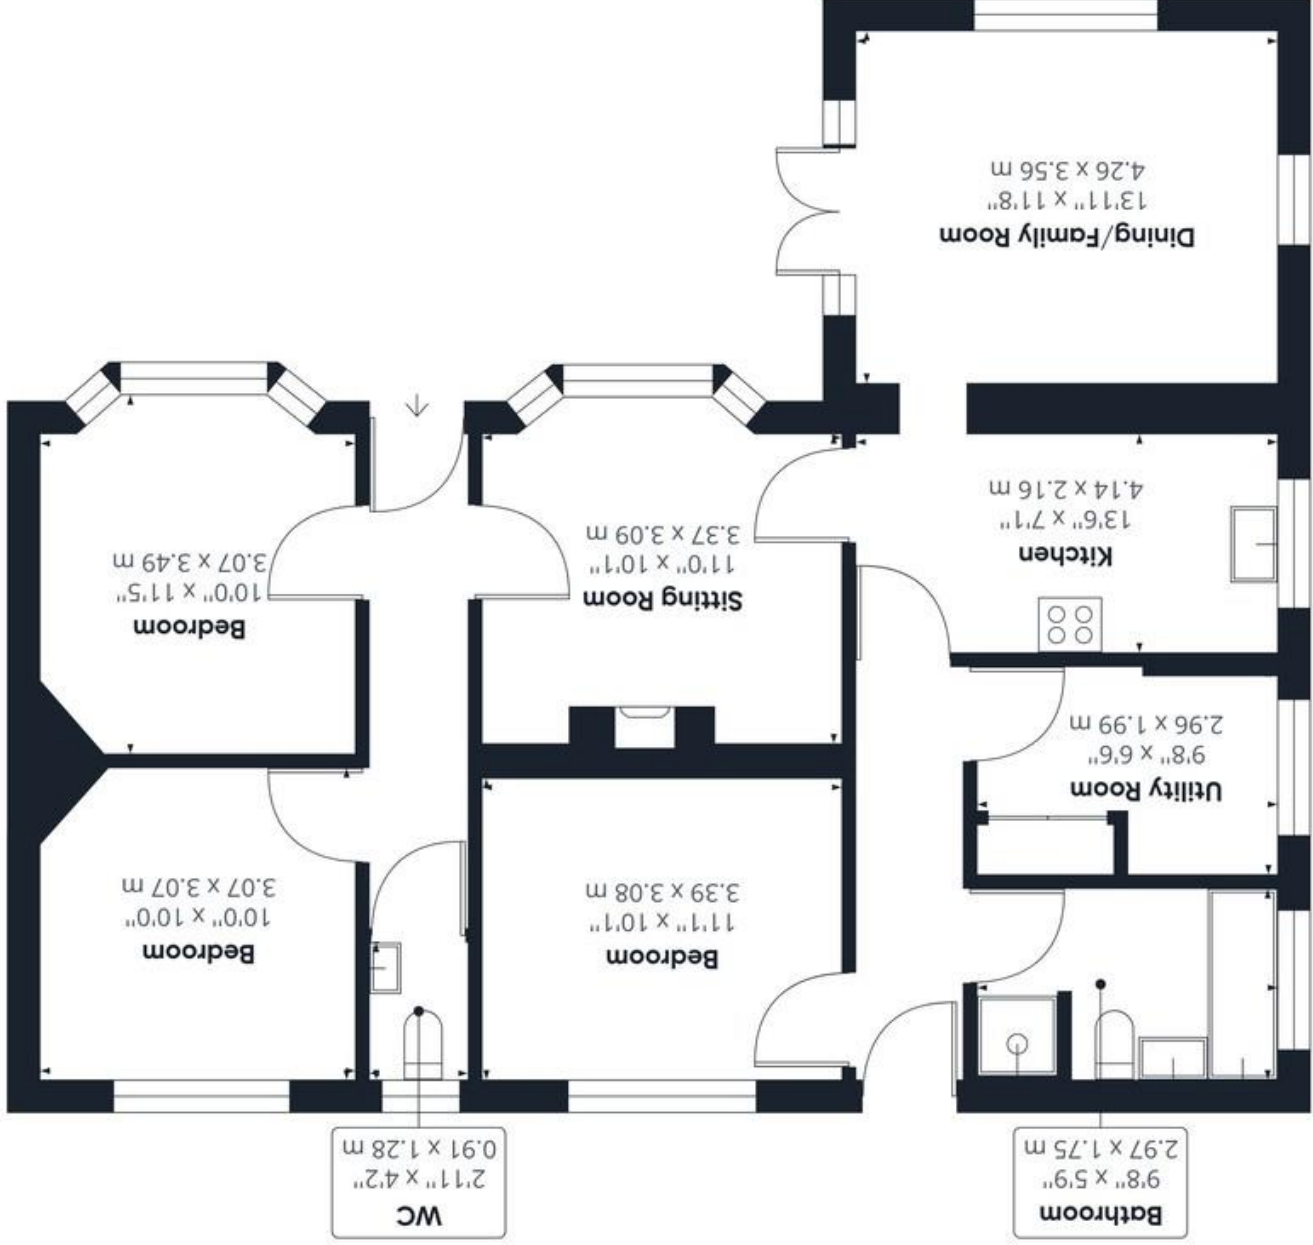 Bathroom
9'8" x 5'9"
2.97 x 1.75 m
WC
2'11" x 4'2"
0.91 x 1.28 m
Bedroom
11'1" x 10'1"
3.39 x 3.08 m
Bedroom
10'0" x 10'0"
3.07 x 3.07 m
Utility Room
9'8" x 6'6"
2.96 x 1.99 m
Sitting Room
11'0" x 10'1"
3.37 x 3.09 m
Bedroom
10'0" x 11'5"
3.07 x 3.49 m
Kitchen
13'6" x 7'1"
4.14 x 2.16 m
Dining/Family Room
13'11" x 11'8"
4.26 x 3.56 m